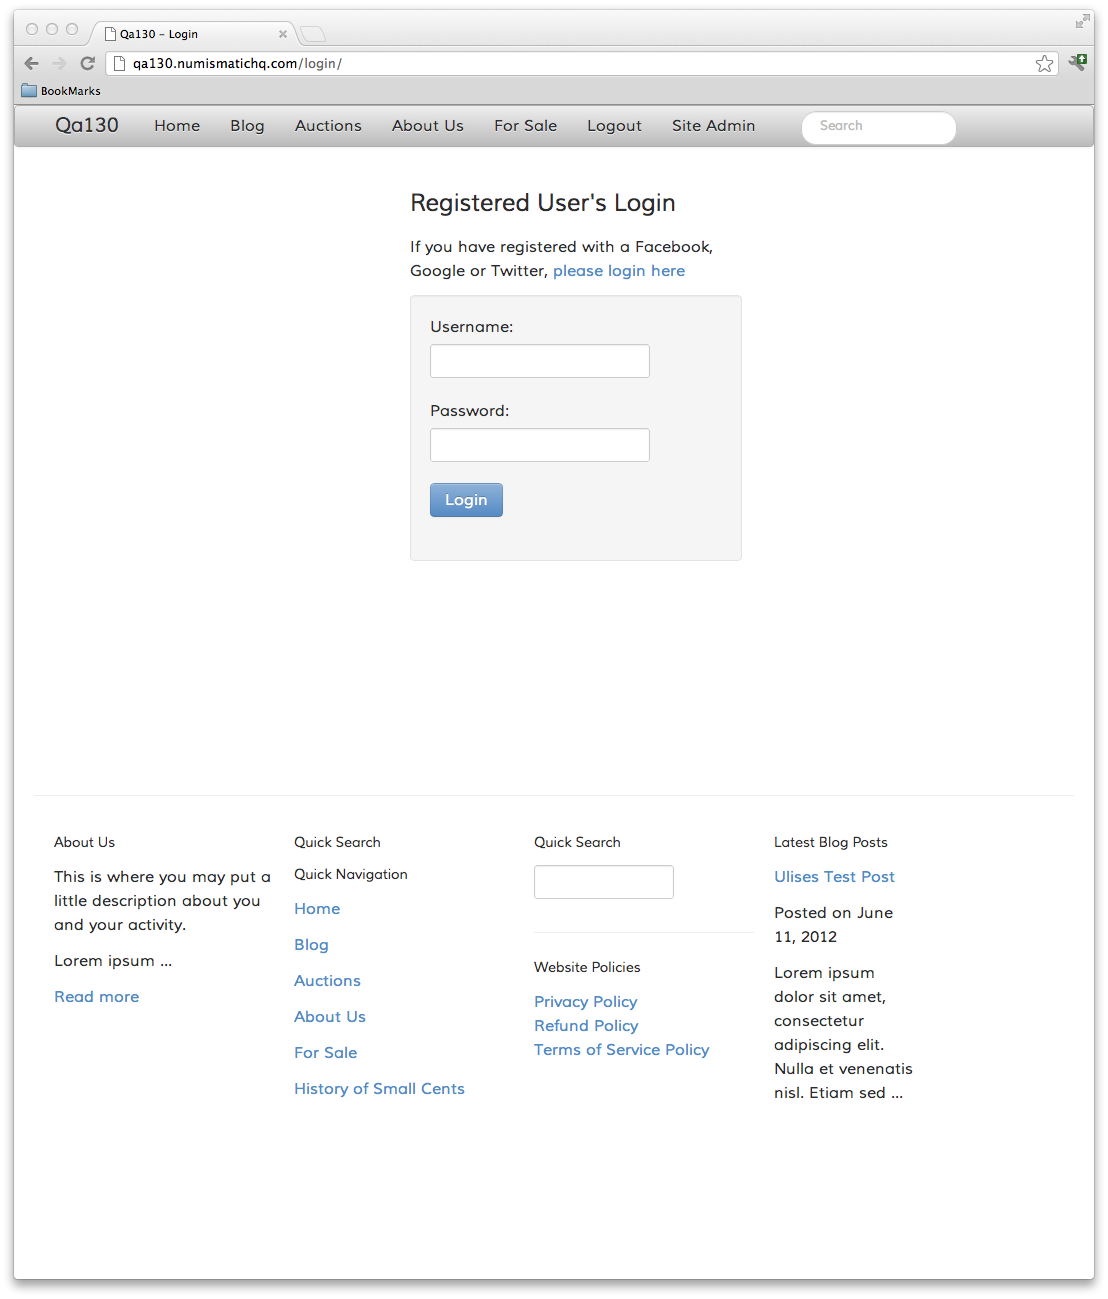 Qa130 – Login
qa130.numismatichq.com/login/
BookMarks
Qa130 Home Blog Auctions About Us For Sale Logout Site Admin Search
Registered User's Login
If you have registered with a Facebook,
Google or Twitter, please login here
Username:
Password:
Login
About Us
This is where you may put a
little description about you
and your activity.
Lorem ipsum ...
Read more
Quick Search
Quick Navigation
Home
Blog
Auctions
About Us
For Sale
History of Small Cents
Quick Search
Website Policies
Privacy Policy
Refund Policy
Terms of Service Policy
Latest Blog Posts
Ulises Test Post
Posted on June
11, 2012
Lorem ipsum
dolor sit amet,
consectetur
adipiscing elit.
Nulla et venenatis
nisl. Etiam sed ...